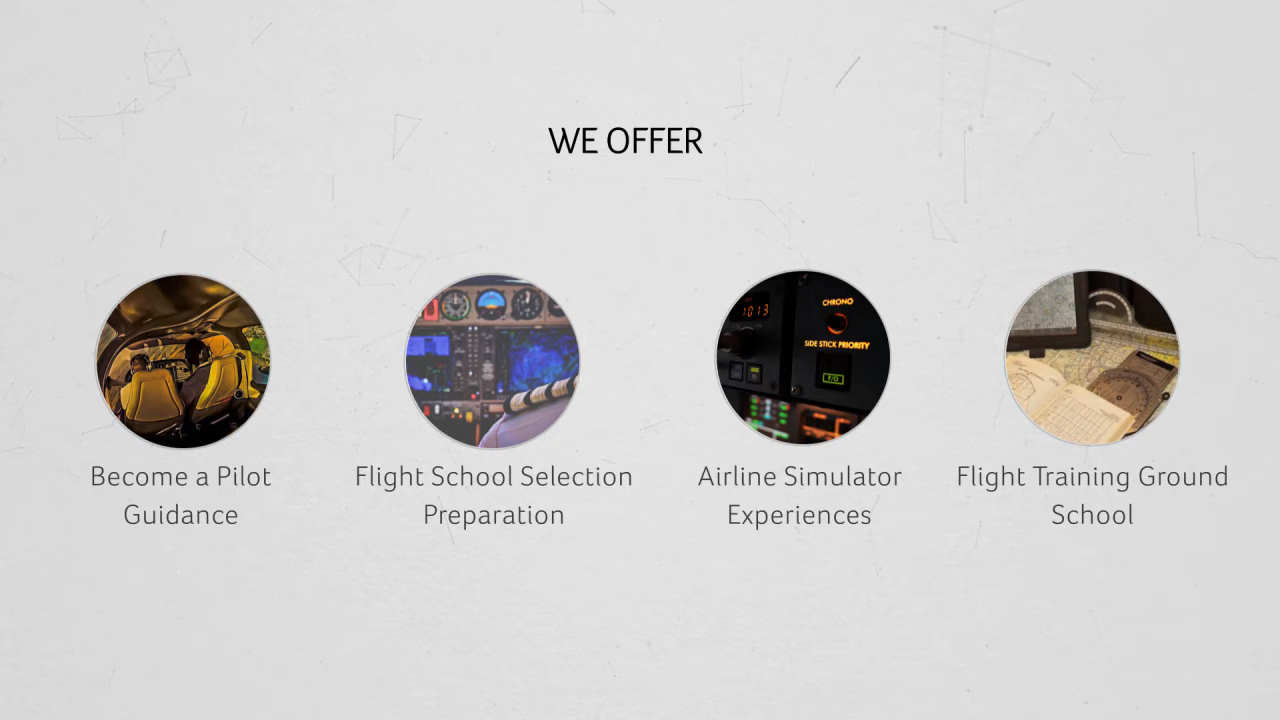 WE OFFER
1013
CHRONO
SIDE STICK PRIORITY
F/O
Become a Pilot
Guidance
Flight School Selection
Preparation
Airline Simulator
Experiences
Flight Training Ground
School